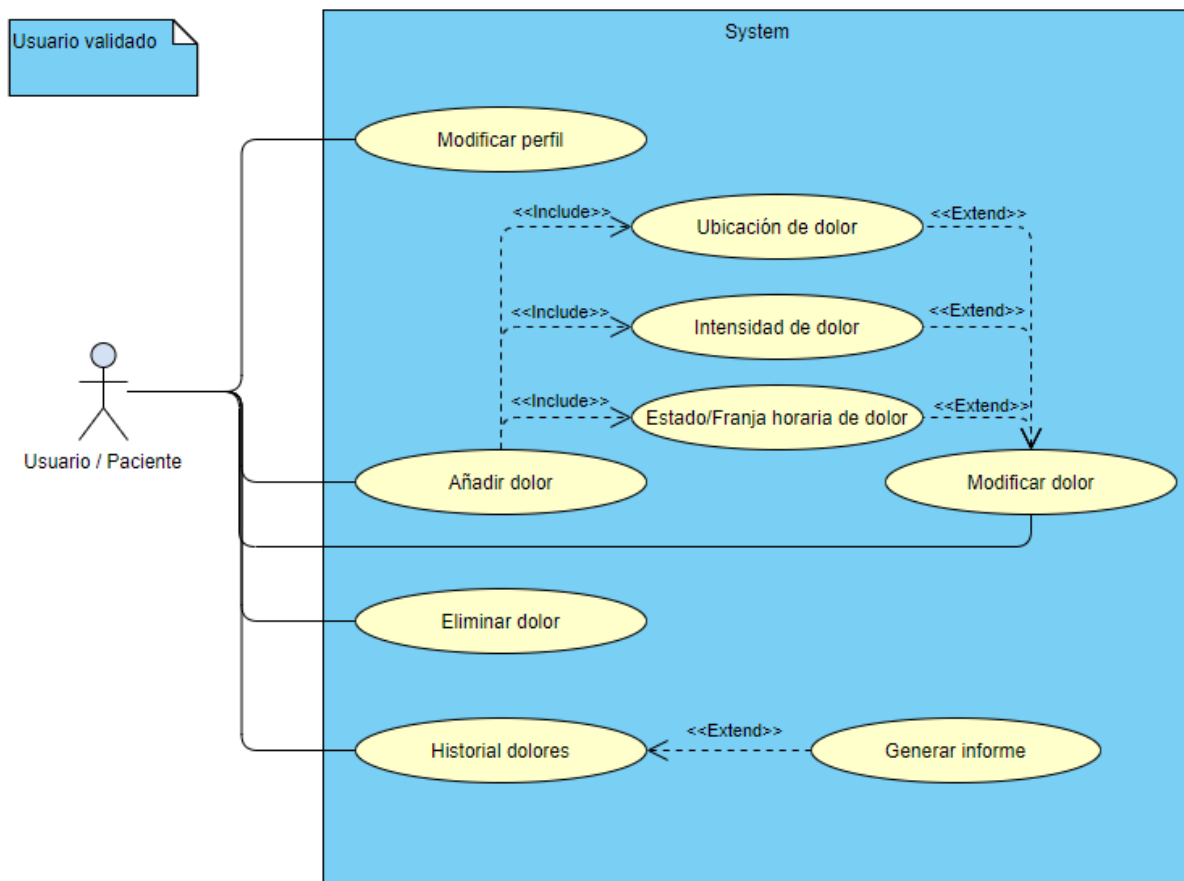 Usuario validado
System
Modificar perfil
<<Include>>
Ubicación de dolor
<<Extend>>
<<Include>>
Intensidad de dolor
<<Extend>>
<<Include>>
Estado/Franja horaria de dolor
<<Extend>>
Usuario / Paciente
Añadir dolor
Modificar dolor
Eliminar dolor
Historial dolores
<<Extend>>
Generar informe